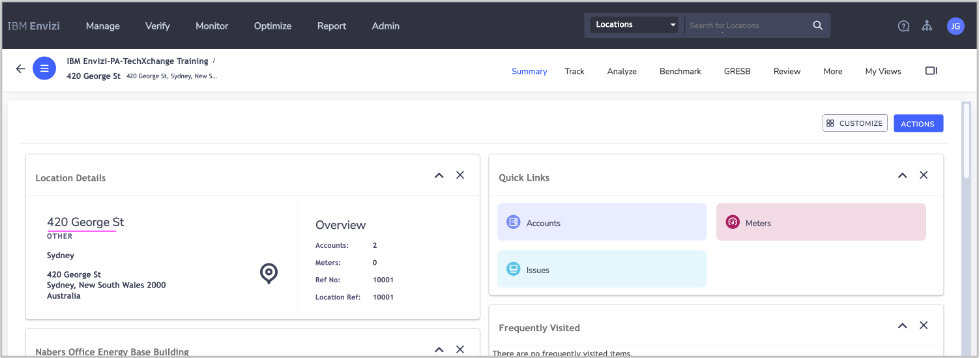 IBM Envizi Manage Verify Monitor Optimize Report Admin Locations Search for Locations JG
IBM Envizi-PA-TechXchange Training /
420 George St 420 George St, Sydney, New S...
Summary Track Analyze Benchmark GRESB Review More My Views
CUSTOMIZE ACTIONS
Location Details
420 George St
OTHER
Sydney
420 George St
Sydney, New South Wales 2000
Australia
Overview
Accounts: 2
Meters: 0
Ref No: 10001
Location Ref: 10001
Quick Links
Accounts Meters
Issues
Nabers Office Energy Base Building
Frequently Visited
There are no frequently visited items.